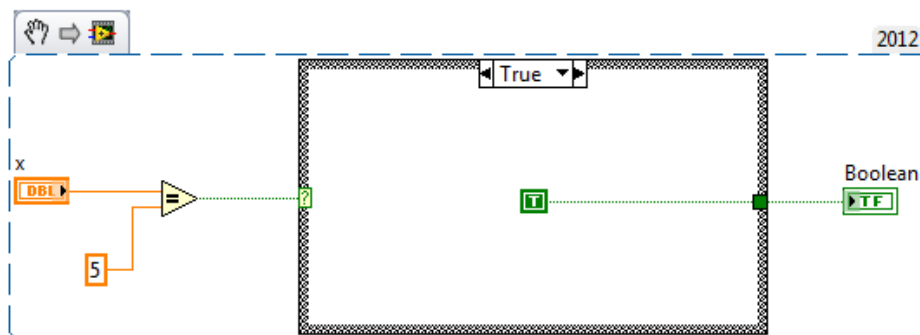 2012
True
x
DBL
=
?
T
Boolean
TF
5